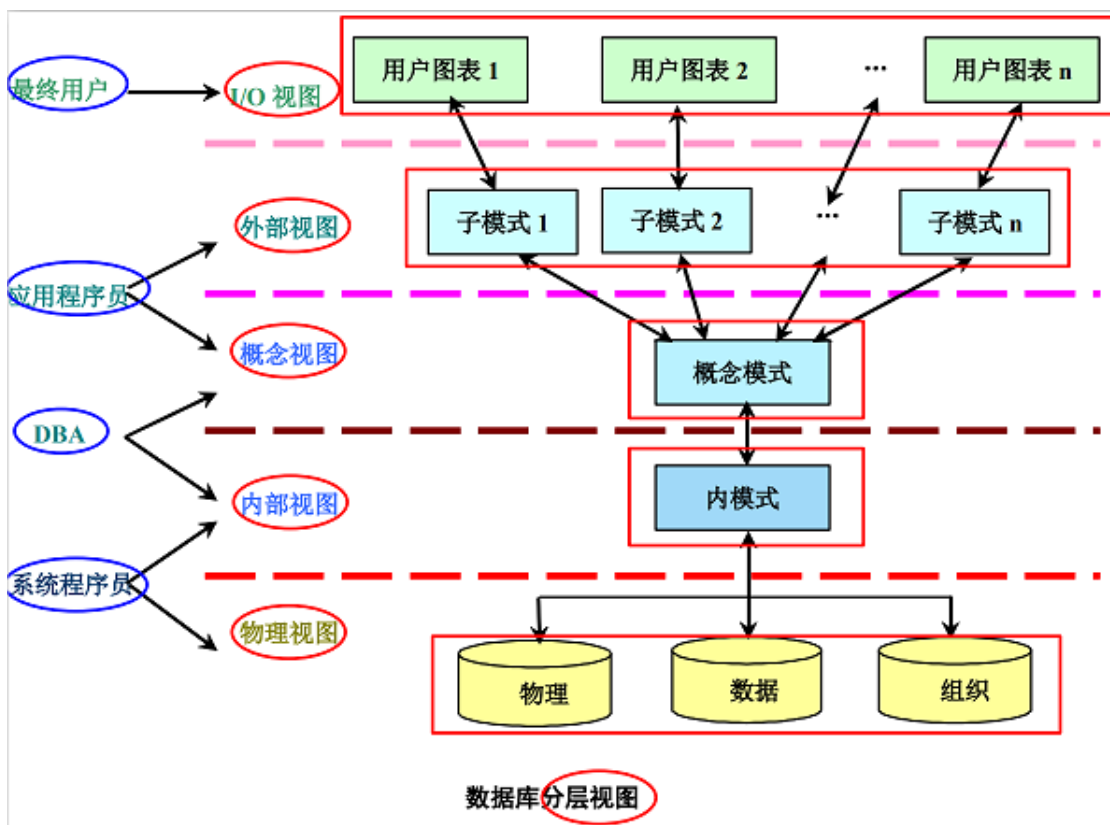 用户图表 1
用户图表 2
...
用户图表 n
最终用户
I/O 视图
外部视图
子模式 1
子模式 2
...
子模式 n
应用程序员
概念视图
概念模式
DBA
内部视图
内模式
系统程序员
物理视图
物理
数据
组织
数据库分层视图